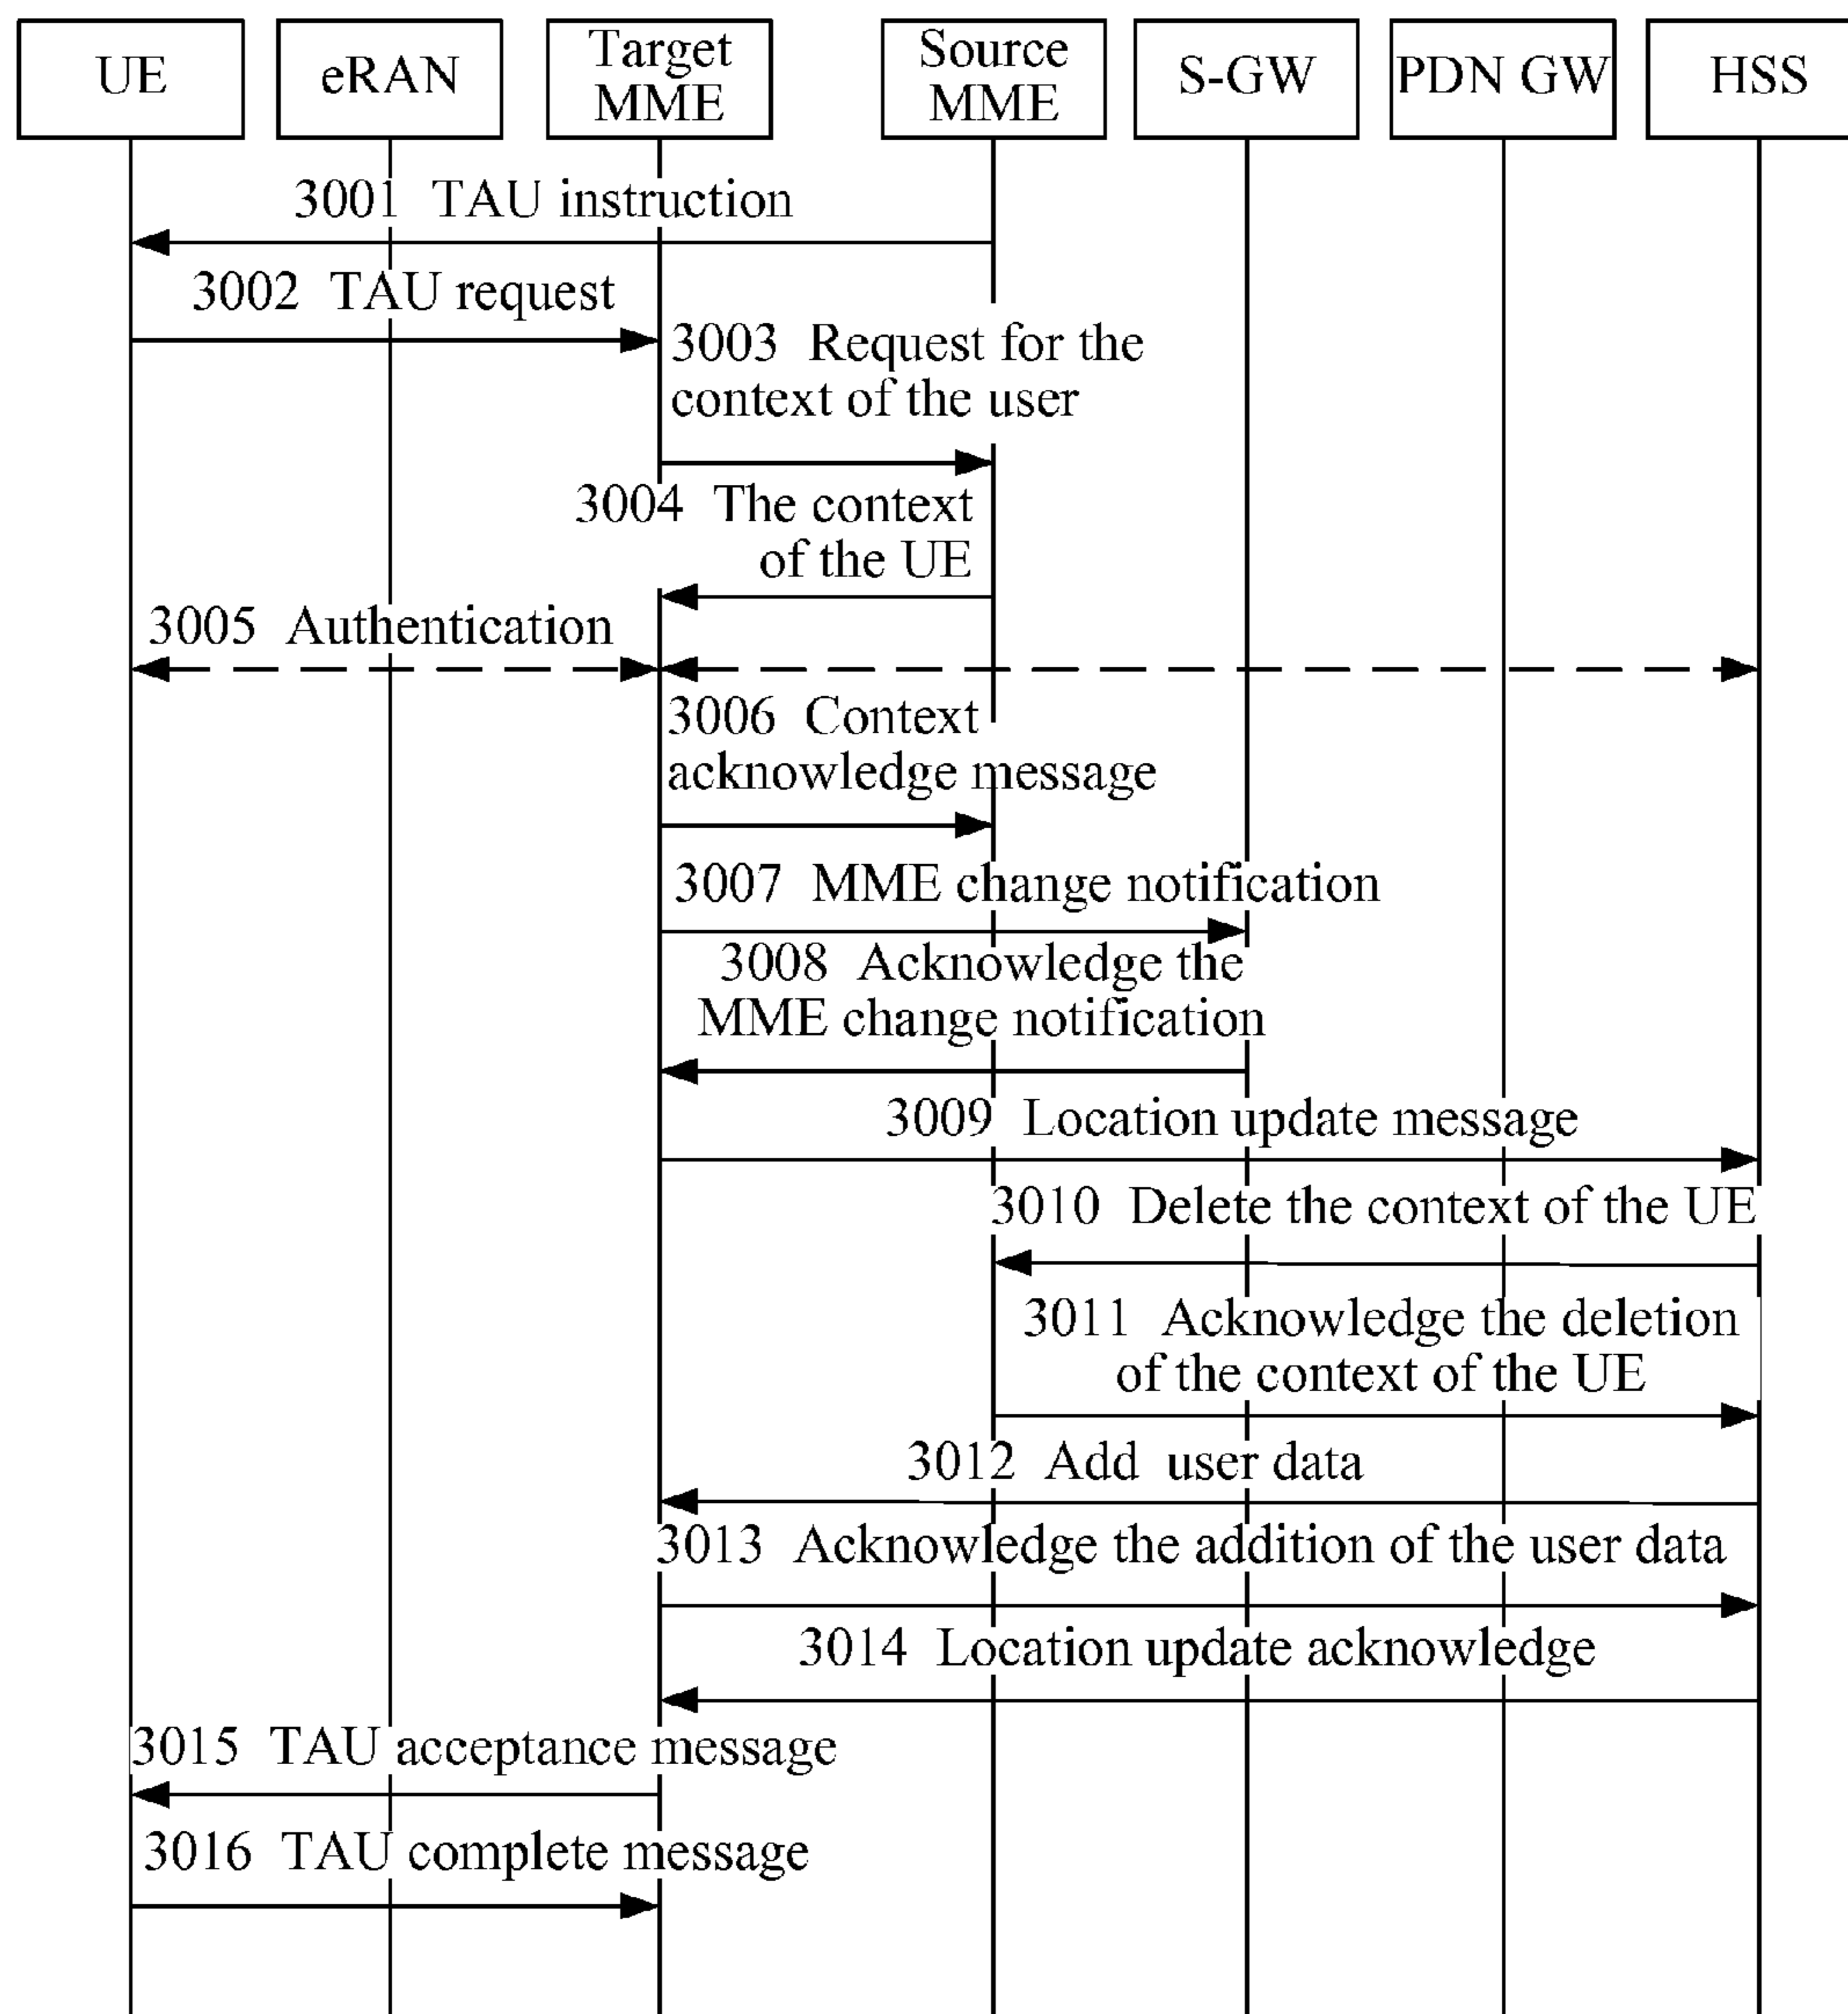 UE
eRAN
Target
MME
Source
MME
S-GW
PDN GW
HSS
3001 TAU instruction
3002 TAU request
3003 Request for the
context of the user
3004 The context
of the UE
3005 Authentication
3006 Context
acknowledge message
3007 MME change notification
3008 Acknowledge the
MME change notification
3009 Location update message
3010 Delete the context of the UE
3011 Acknowledge the deletion
of the context of the UE
3012 Add user data
3013 Acknowledge the addition of the user data
3014 Location update acknowledge
3015 TAU acceptance message
3016 TAU complete message